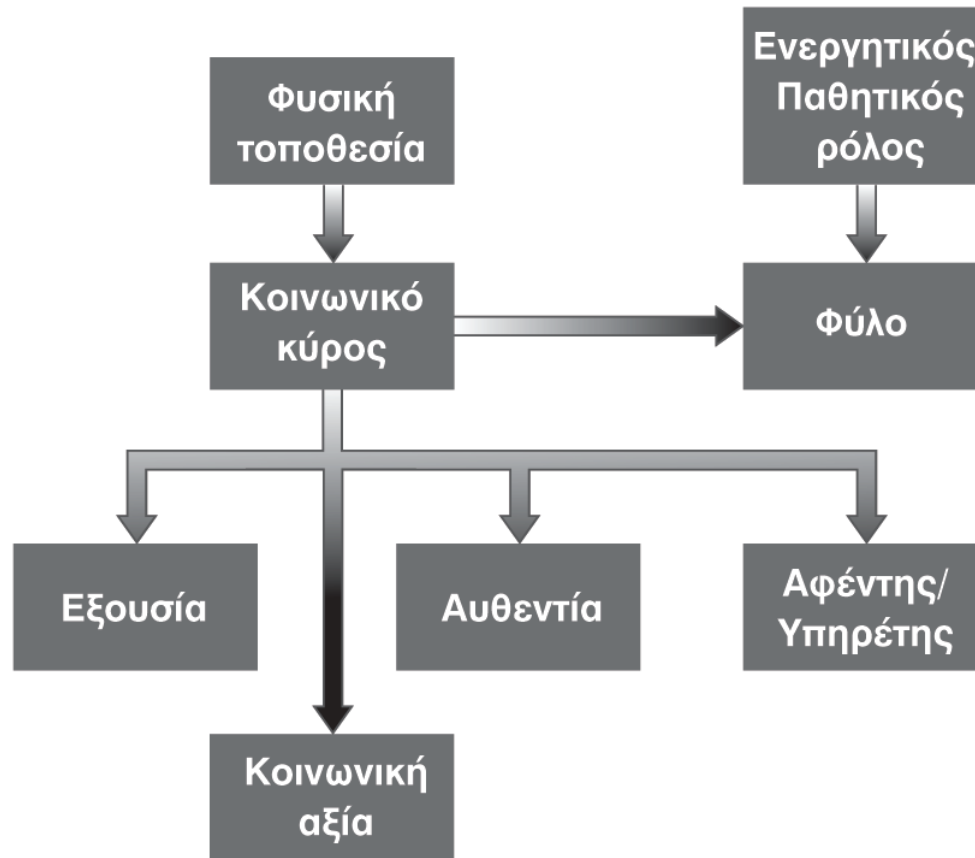 Φυσική
τοποθεσία
Ενεργητικός
Παθητικός
ρόλος
Κοινωνικό
κύρος
Φύλο
Εξουσία
Αυθεντία
Αφέντης/
Υπηρέτης
Κοινωνική
αξία